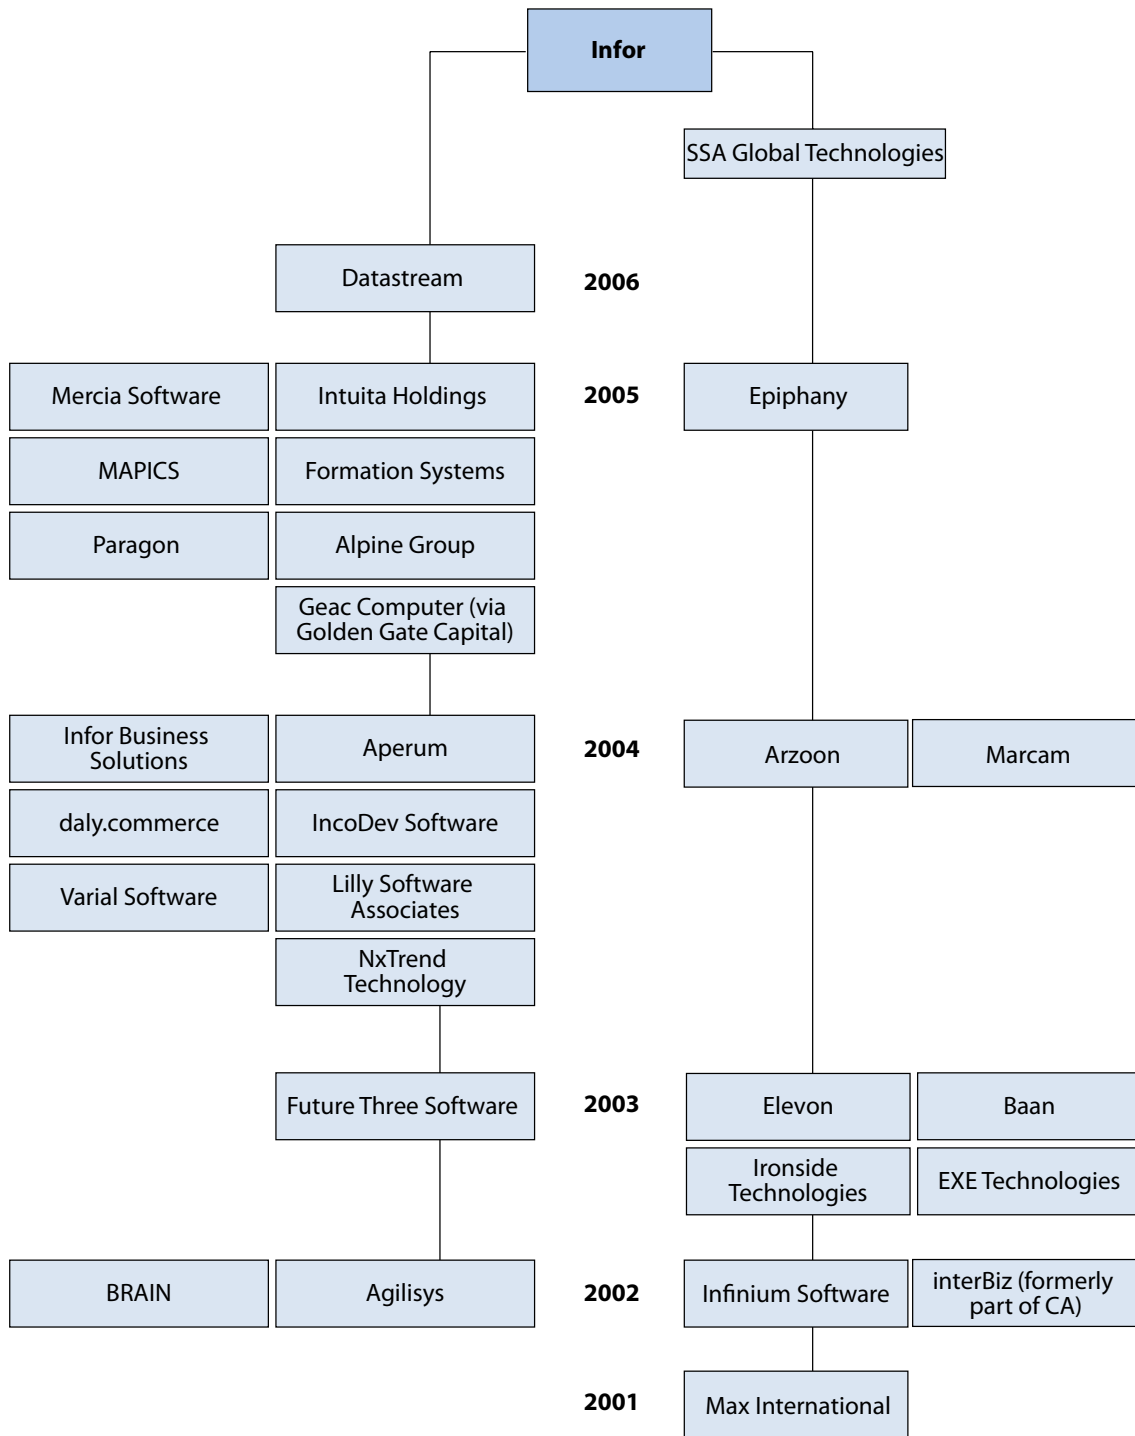 Infor
SSA Global Technologies
Datastream
2006
Mercia Software
Intuita Holdings
2005
Epiphany
MAPICS
Formation Systems
Paragon
Alpine Group
Geac Computer (via
Golden Gate Capital)
Infor Business
Solutions
Aperum
2004
Arzoon
Marcam
daly.commerce
IncoDev Software
Varial Software
Lilly Software
Associates
NxTrend
Technology
Future Three Software
2003
Elevon
Baan
Ironside
Technologies
EXE Technologies
BRAIN
Agilisys
2002
Infinium Software
interBiz (formerly
part of CA)
2001
Max International